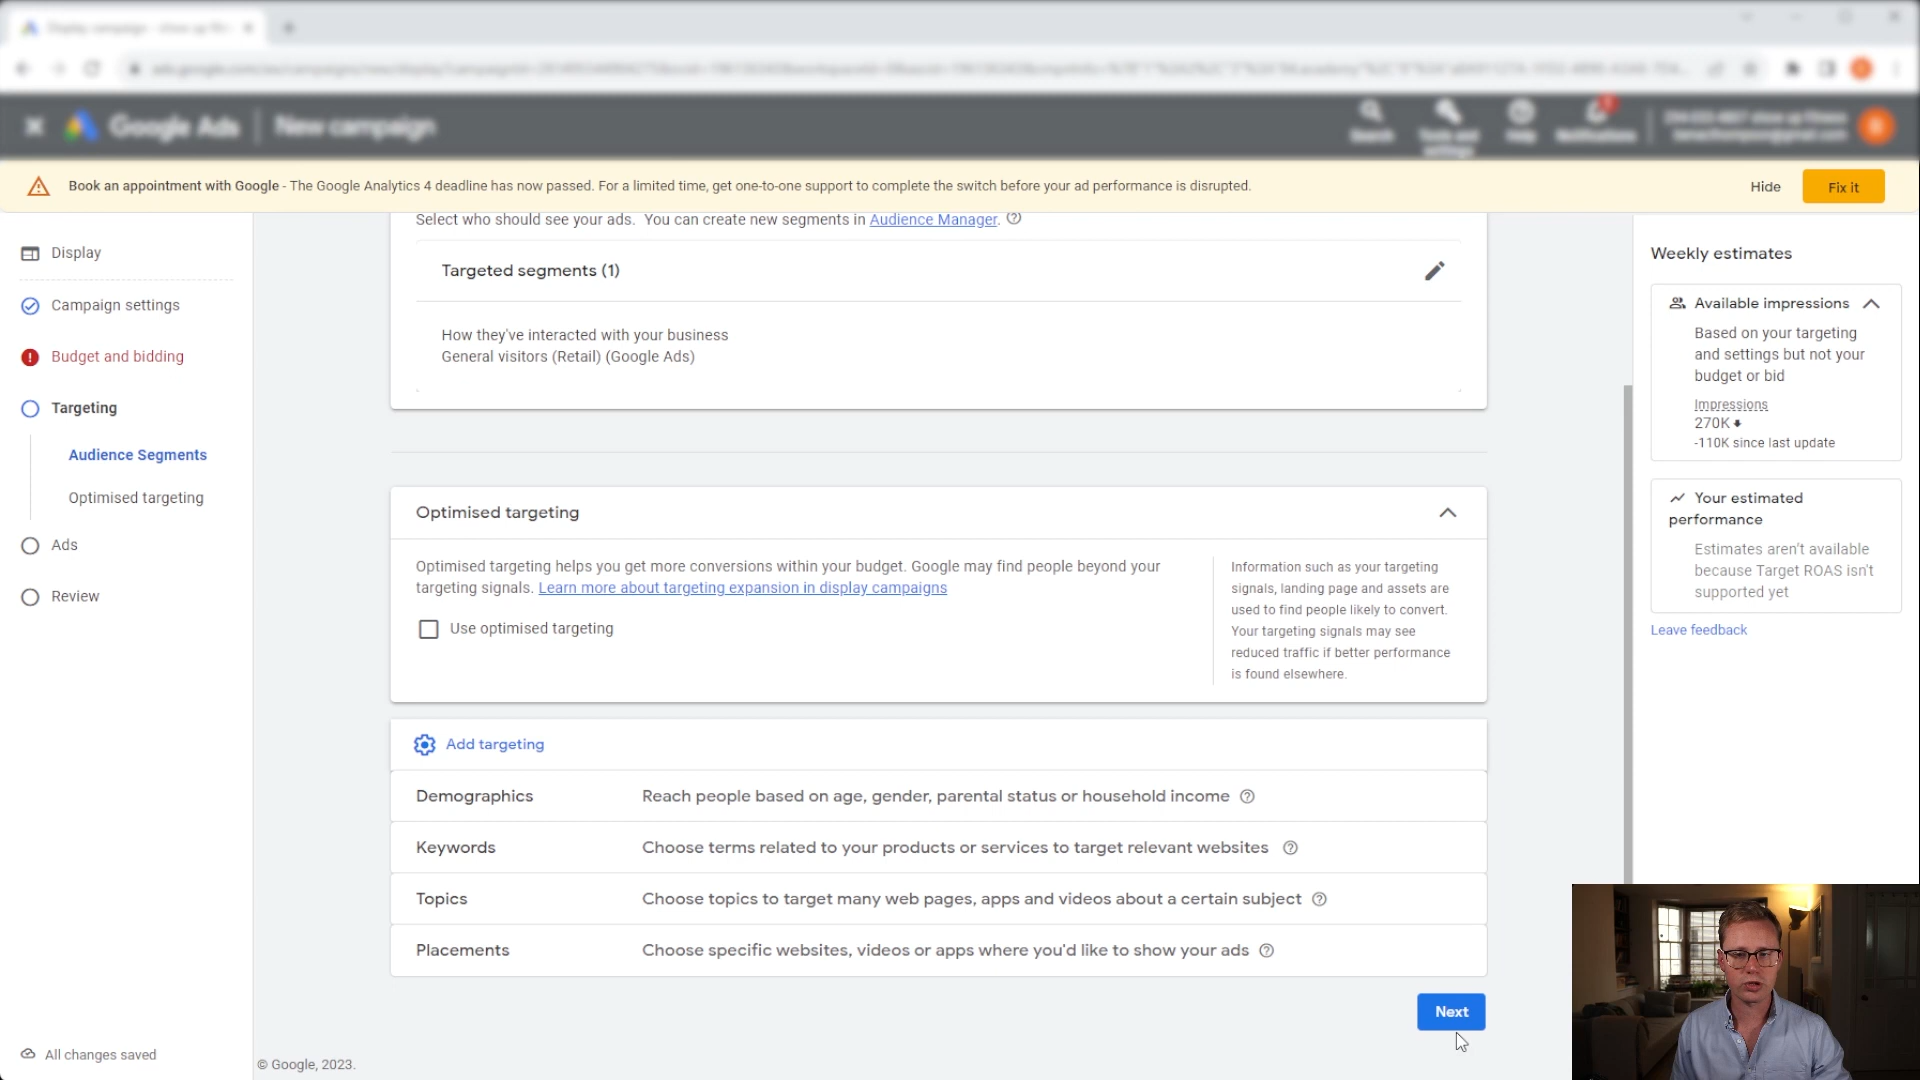 Google Ads
New campaign
Search
Tools and
settings
Help
Notifications
Book an appointment with Google - The Google Analytics 4 deadline has now passed. For a limited time, get one-to-one support to complete the switch before your ad performance is disrupted.
Hide
Fix it
Display
Campaign settings
Budget and bidding
Targeting
Audience Segments
Optimised targeting
Ads
Review
All changes saved
Select who should see your ads. You can create new segments in Audience Manager.
Targeted segments (1)
How they've interacted with your business
General visitors (Retail) (Google Ads)
Optimised targeting
Optimised targeting helps you get more conversions within your budget. Google may find people beyond your
targeting signals. Learn more about targeting expansion in display campaigns
Use optimised targeting
Information such as your targeting
signals, landing page and assets are
used to find people likely to convert.
Your targeting signals may see
reduced traffic if better performance
is found elsewhere.
Add targeting
Demographics
Reach people based on age, gender, parental status or household income
Keywords
Choose terms related to your products or services to target relevant websites
Topics
Choose topics to target many web pages, apps and videos about a certain subject
Placements
Choose specific websites, videos or apps where you'd like to show your ads
Next
© Google, 2023.
Weekly estimates
Available impressions
Based on your targeting
and settings but not your
budget or bid
Impressions
270K
-110K since last update
Your estimated
performance
Estimates aren't available
because Target ROAS isn't
supported yet
Leave feedback